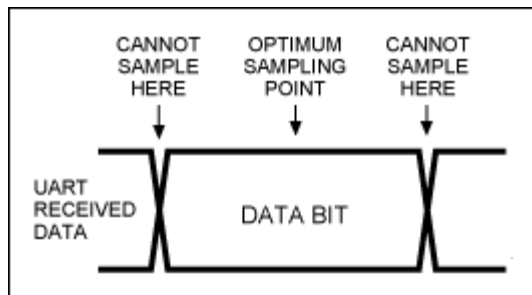 CANNOT
SAMPLE
HERE
OPTIMUM
SAMPLING
POINT
CANNOT
SAMPLE
HERE
UART
RECEIVED
DATA
DATA BIT